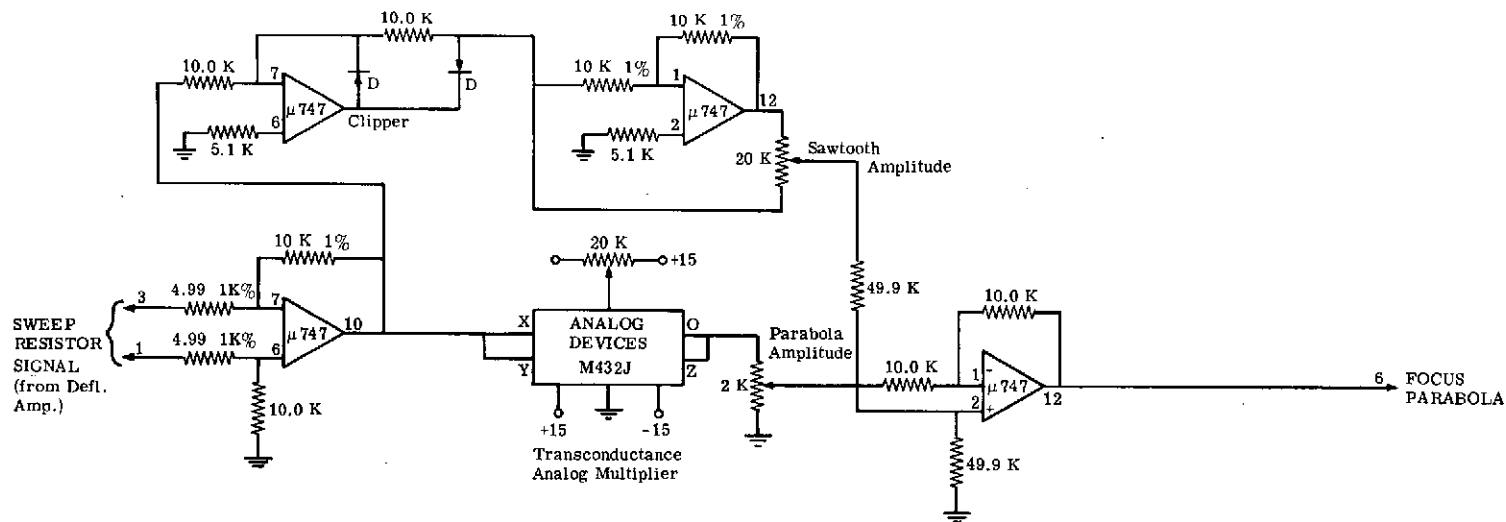 10.0 K
10 K 1%
10.0 K
7
D
D
10 K 1%
1
μ747
12
μ747
6
Clipper
2
5.1 K
5.1 K
20 K
Sawtooth
Amplitude
10 K 1%
20 K
+15
49.9 K
3
4.99 1K%
7
10
SWEEP
RESISTOR
SIGNAL
(from Defl.
Amp.)
μ747
1
4.99 1K%
6
10.0 K
X
Y
ANALOG
DEVICES
M432J
O
Z
+15
-15
Transconductance
Analog Multiplier
Parabola
Amplitude
2 K
10.0 K
10.0 K
1
-
μ747
2
+
12
49.9 K
6
FOCUS
PARABOLA